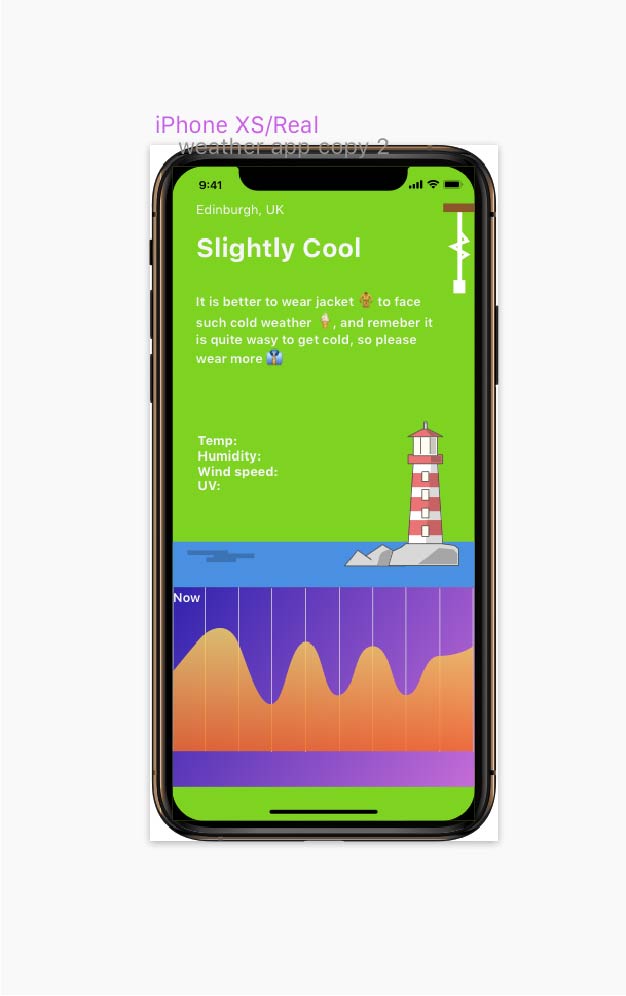 iPhone XS/Real
weather app copy 2
9:41
Edinburgh, UK
Slightly Cool
It is better to wear jacket 🧥 to face
such cold weather 🍦, and remeber it
is quite wasy to get cold, so please
wear more 👔
Temp:
Humidity:
Wind speed:
UV:
Now